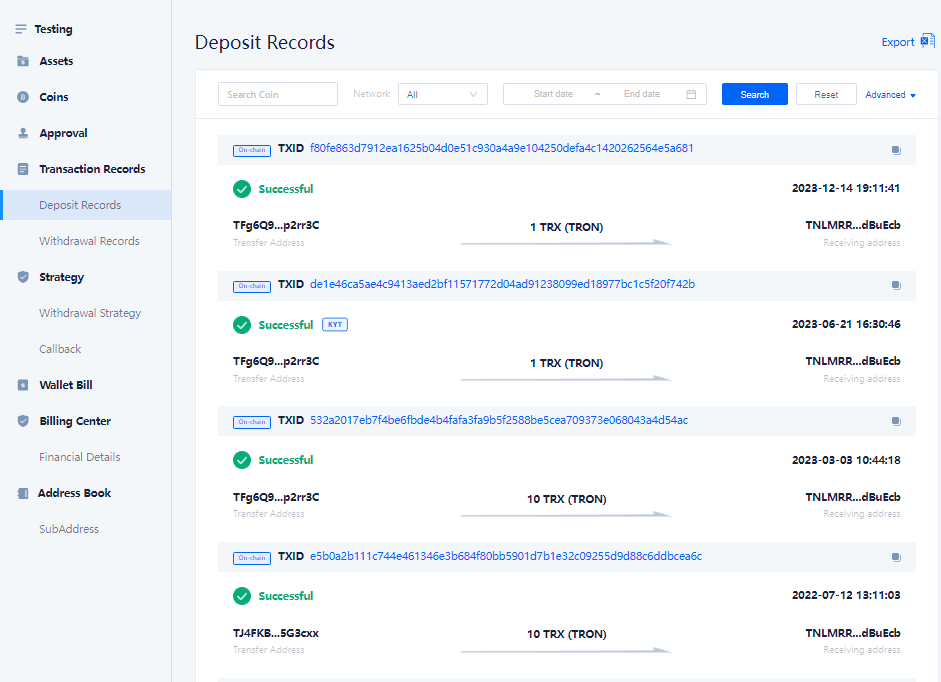 Testing
Assets
Coins
Approval
Transaction Records
Deposit Records
Withdrawal Records
Strategy
Withdrawal Strategy
Callback
Wallet Bill
Billing Center
Financial Details
Address Book
SubAddress
Deposit Records
Export
Search Coin Network All Start date ~ End date Search Reset Advanced
On-chain TXID f80fe863d7912ea1625b04d0e51c930a4a9e104250defa4c1420262564e5a681
Successful 2023-12-14 19:11:41
TFg6Q9...p2rr3C 1 TRX (TRON) TNLMRR...dBuEcb
Transfer Address Receiving address
On-chain TXID de1e46ca5ae4c9413aed2bf11571772d04ad91238099ed18977bc1c5f20f742b
Successful KYT 2023-06-21 16:30:46
TFg6Q9...p2rr3C 1 TRX (TRON) TNLMRR...dBuEcb
Transfer Address Receiving address
On-chain TXID 532a2017eb7f4be6fbde4b4fafa3fa9b5f2588be5cea709373e068043a4d54ac
Successful 2023-03-03 10:44:18
TFg6Q9...p2rr3C 10 TRX (TRON) TNLMRR...dBuEcb
Transfer Address Receiving address
On-chain TXID e5b0a2b111c744e461346e3b684f80bb5901d7b1e32c09255d9d88c6ddbcea6c
Successful 2022-07-12 13:11:03
TJ4FKB...5G3cxx 10 TRX (TRON) TNLMRR...dBuEcb
Transfer Address Receiving address